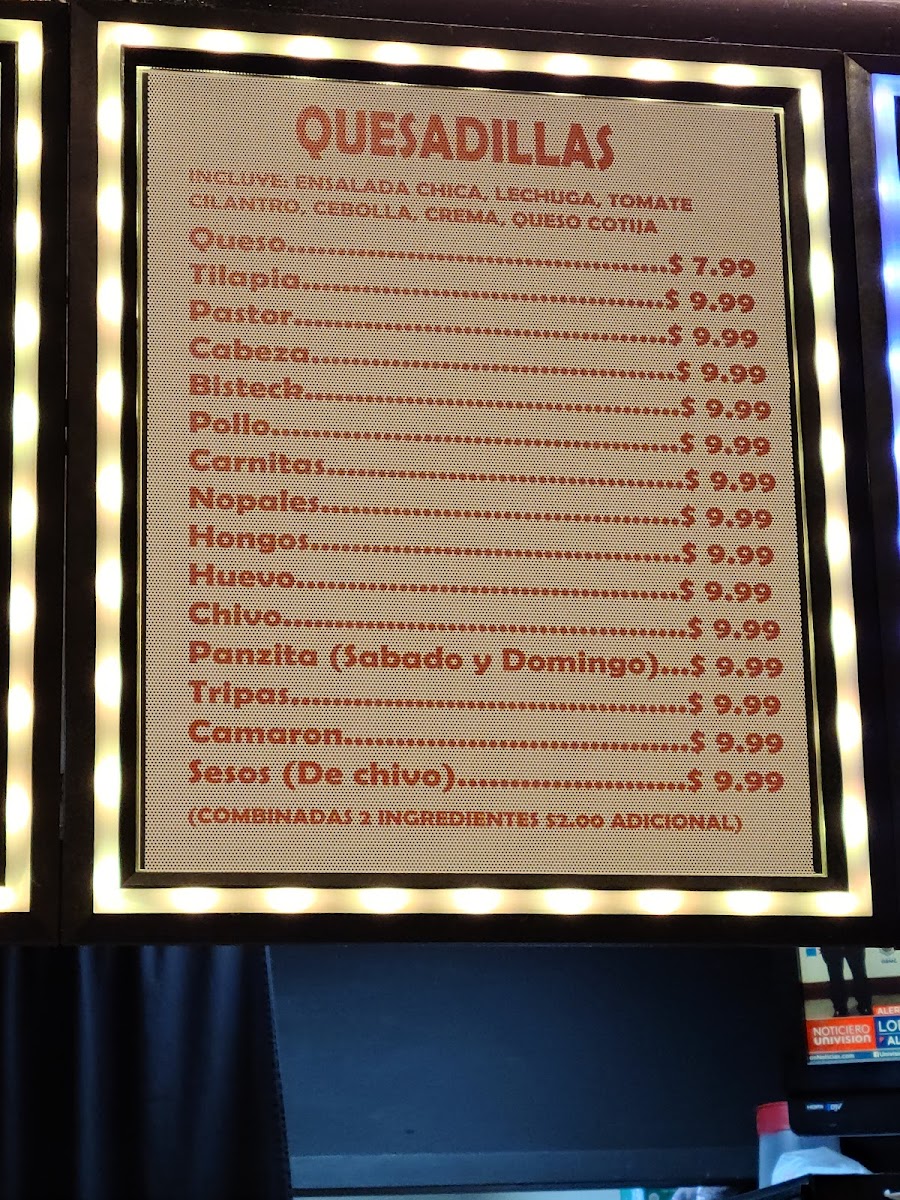 QUESADILLAS
INCLUYE: ENSALADA CHICA, LECHUGA, TOMATE
CILANTRO, CEBOLLA, CREMA, QUESO COTIJA
Queso........................................$ 7.99
Tilapia........................................$ 9.99
Pastor........................................$ 9.99
Cabeza........................................$ 9.99
Bisteck........................................$ 9.99
Pollo............................................$ 9.99
Carnitas.......................................$ 9.99
Nopales.......................................$ 9.99
Hongos........................................$ 9.99
Huevo.........................................$ 9.99
Chivo...........................................$ 9.99
Panzita (Sabado y Domingo)...$ 9.99
Tripas..........................................$ 9.99
Camaron.....................................$ 9.99
Sesos (De chivo).........................$ 9.99
(COMBINADAS 2 INGREDIENTES $2.00 ADICIONAL)
NOTICIERO
UNIVISION